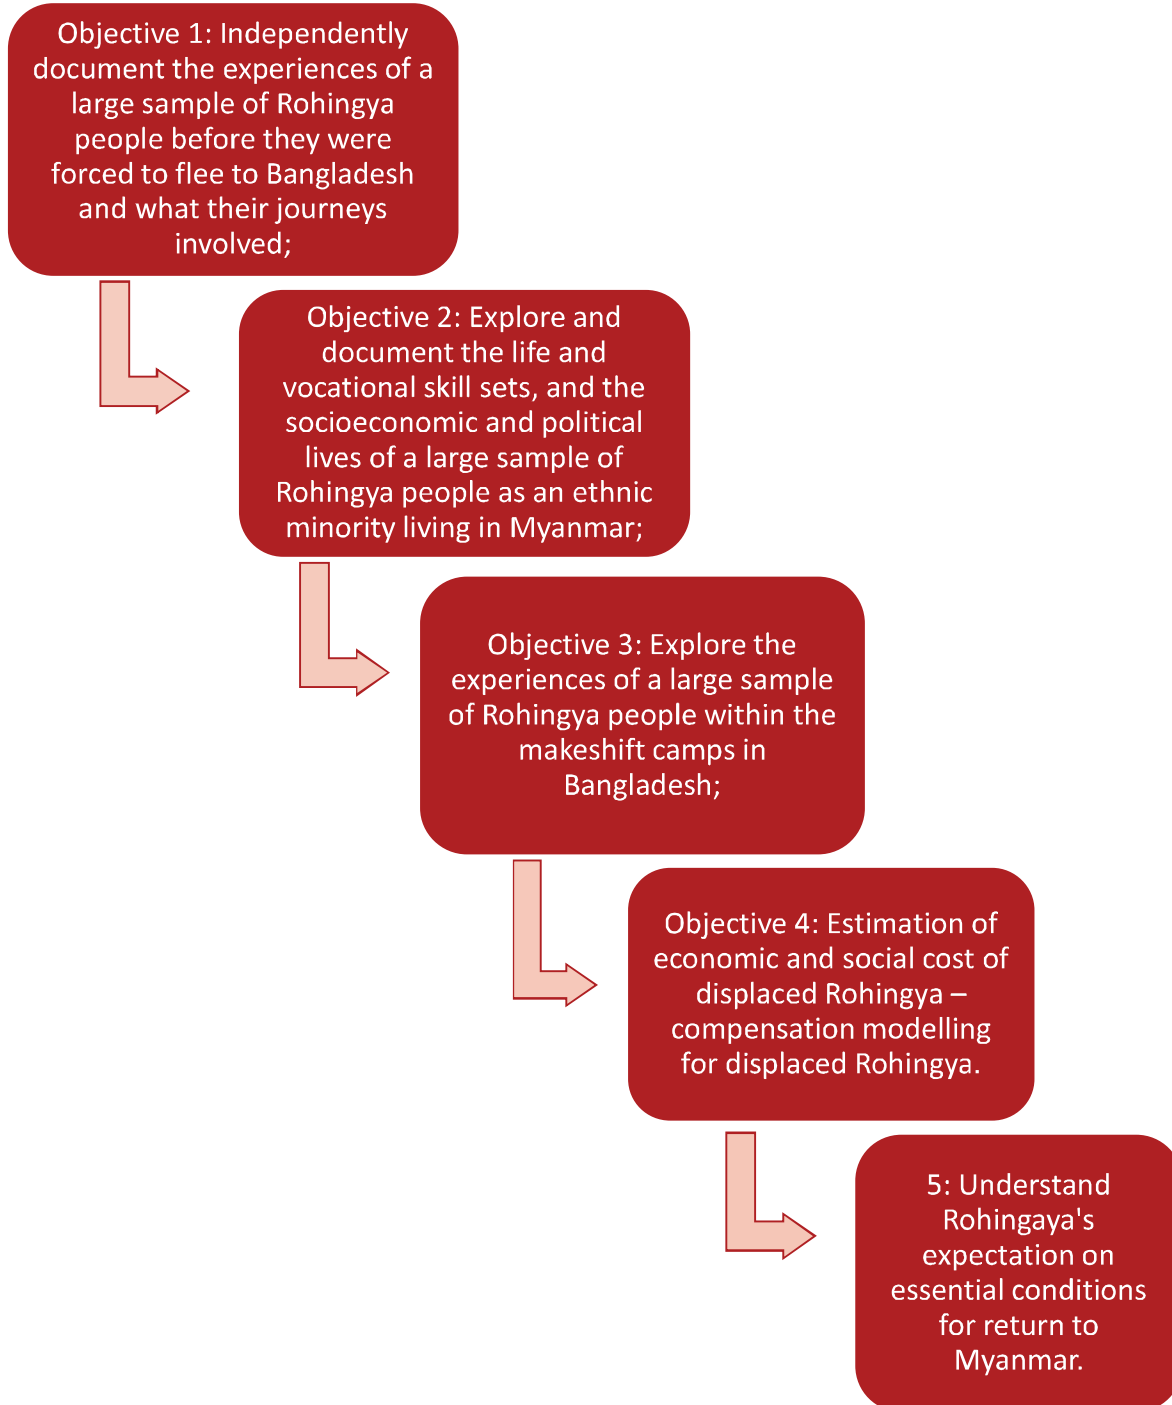 Objective 1: Independently
document the experiences of a
large sample of Rohingya
people before they were
forced to flee to Bangladesh
and what their journeys
involved;
Objective 2: Explore and
document the life and
vocational skill sets, and the
socioeconomic and political
lives of a large sample of
Rohingya people as an ethnic
minority living in Myanmar;
Objective 3: Explore the
experiences of a large sample
of Rohingya people within the
makeshift camps in
Bangladesh;
Objective 4: Estimation of
economic and social cost of
displaced Rohingya –
compensation modelling
for displaced Rohingya.
5: Understand
Rohingaya's
expectation on
essential conditions
for return to
Myanmar.